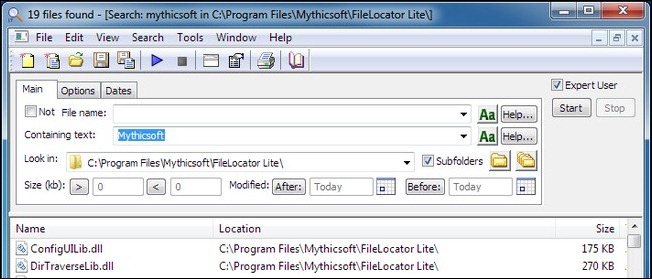 19 files found - [Search: mythicsoft in C:\Program Files\Mythicsoft\FileLocator Lite\]
File Edit View Search Tools Window Help
Main Options Dates
Expert User
Not File name: Aa Help...
Start Stop
Containing text: Mythicsoft Aa Help...
Look in: C:\Program Files\Mythicsoft\FileLocator Lite\ Subfolders
Size (kb): > 0 < 0 Modified: After: Today Before: Today
Name Location Size
ConfigUILib.dll C:\Program Files\Mythicsoft\FileLocator Lite\ 175 KB
DirTraverseLib.dll C:\Program Files\Mythicsoft\FileLocator Lite\ 270 KB